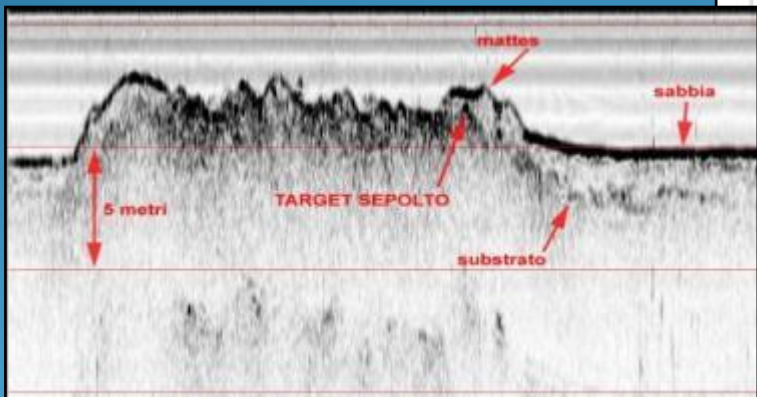 mattes
sabbia
5 metri
TARGET SEPOLTO
substrato